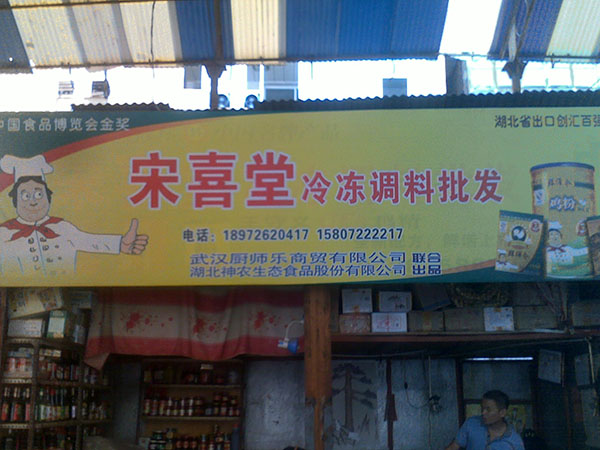 中国食品博览会金奖
湖北省出口创汇百强
宋喜堂冷冻调料批发
鸡粉
电话：18972620417 15807222217
武汉厨师乐商贸有限公司 联合
湖北神农生态食品股份有限公司 出品